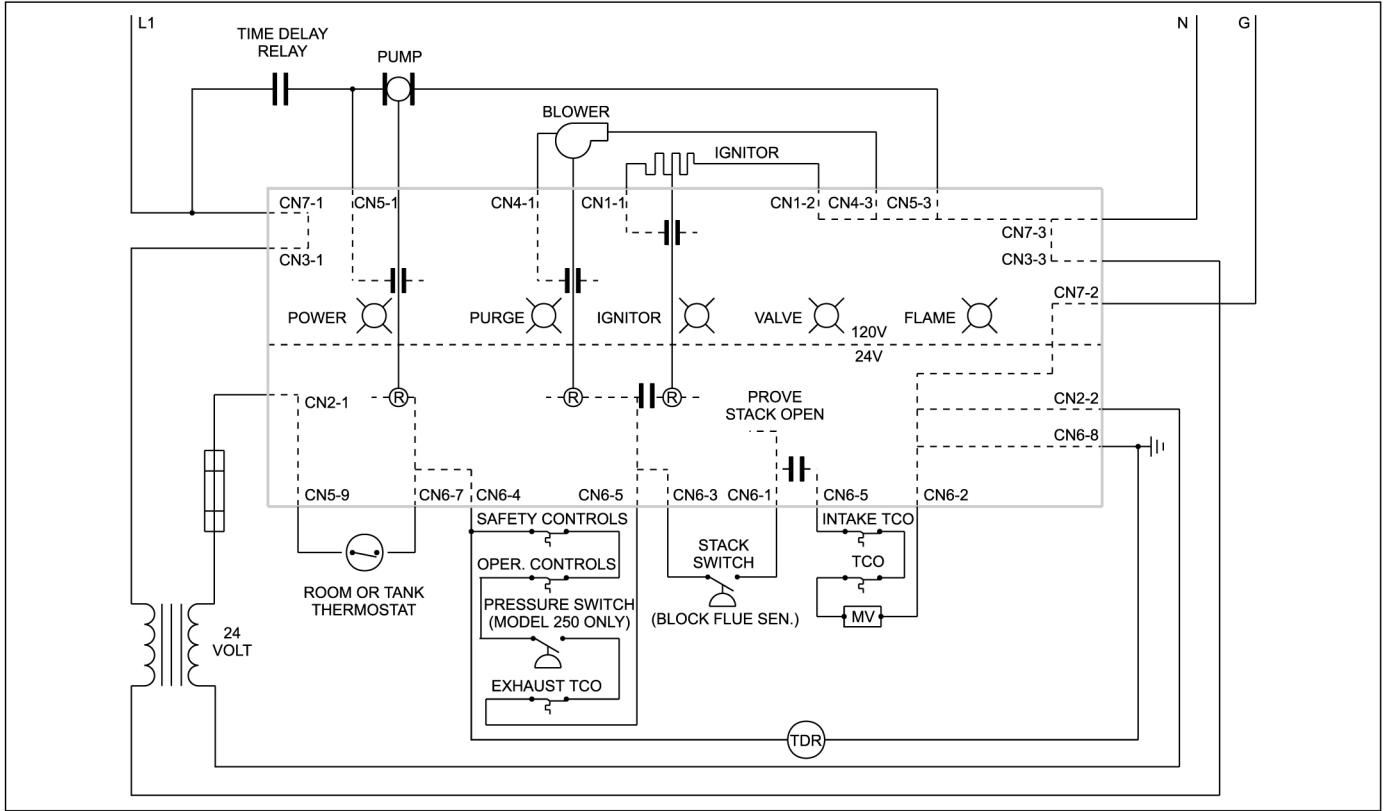 L1
N
G
TIME DELAY
RELAY
PUMP
BLOWER
IGNITOR
CN7-1
CN5-1
CN4-1
CN1-1
CN1-2
CN4-3
CN5-3
CN7-3
CN3-1
CN3-3
CN7-2
POWER
PURGE
IGNITOR
VALVE
FLAME
120V
24V
CN2-1
R
R
R
PROVE
STACK OPEN
CN2-2
CN6-8
CN5-9
CN6-7
CN6-4
CN6-5
CN6-3
CN6-1
CN6-5
CN6-2
SAFETY CONTROLS
INTAKE TCO
STACK
SWITCH
OPER. CONTROLS
TCO
ROOM OR TANK
THERMOSTAT
PRESSURE SWITCH
(MODEL 250 ONLY)
(BLOCK FLUE SEN.)
MV
24
VOLT
EXHAUST TCO
TDR